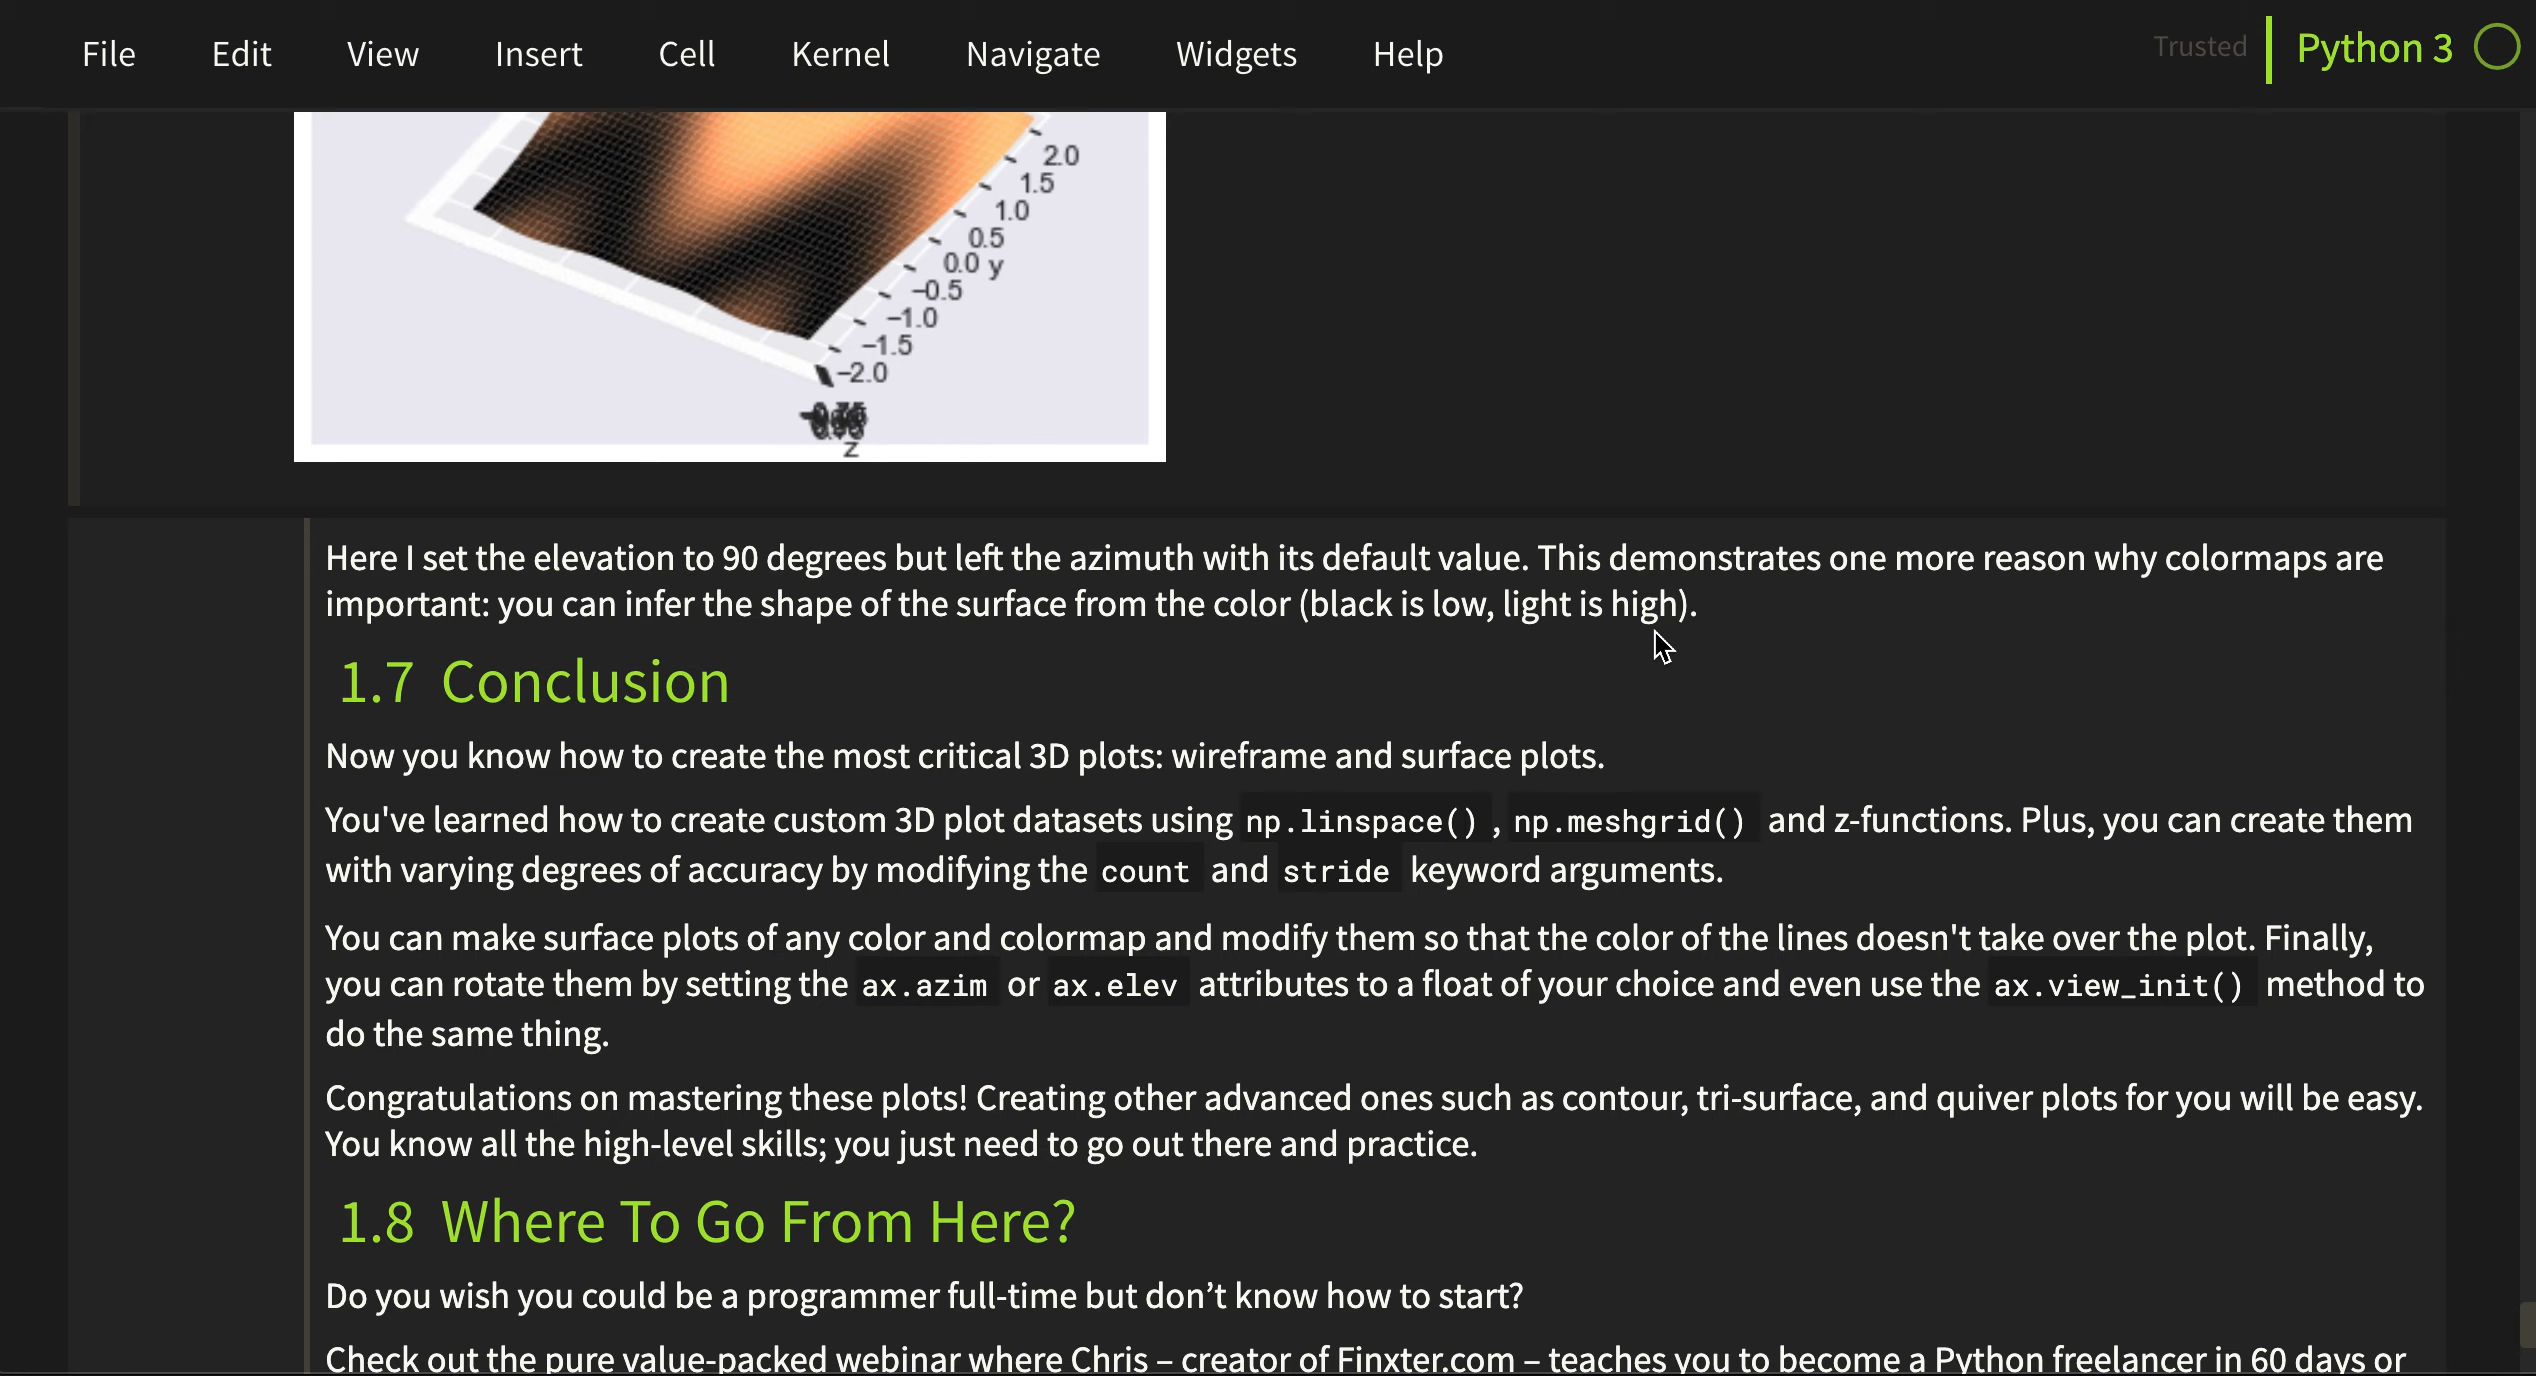 File Edit View Insert Cell Kernel Navigate Widgets Help Trusted Python 3
2.0
1.5
1.0
0.5
0.0 y
−0.5
−1.0
−1.5
−2.0
z
Here I set the elevation to 90 degrees but left the azimuth with its default value. This demonstrates one more reason why colormaps are
important: you can infer the shape of the surface from the color (black is low, light is high).
1.7 Conclusion
Now you know how to create the most critical 3D plots: wireframe and surface plots.
You've learned how to create custom 3D plot datasets using np.linspace() , np.meshgrid() and z-functions. Plus, you can create them
with varying degrees of accuracy by modifying the count and stride keyword arguments.
You can make surface plots of any color and colormap and modify them so that the color of the lines doesn't take over the plot. Finally,
you can rotate them by setting the ax.azim or ax.elev attributes to a float of your choice and even use the ax.view_init() method to
do the same thing.
Congratulations on mastering these plots! Creating other advanced ones such as contour, tri-surface, and quiver plots for you will be easy.
You know all the high-level skills; you just need to go out there and practice.
1.8 Where To Go From Here?
Do you wish you could be a programmer full-time but don’t know how to start?
Check out the pure value-packed webinar where Chris – creator of Finxter.com – teaches you to become a Python freelancer in 60 days or